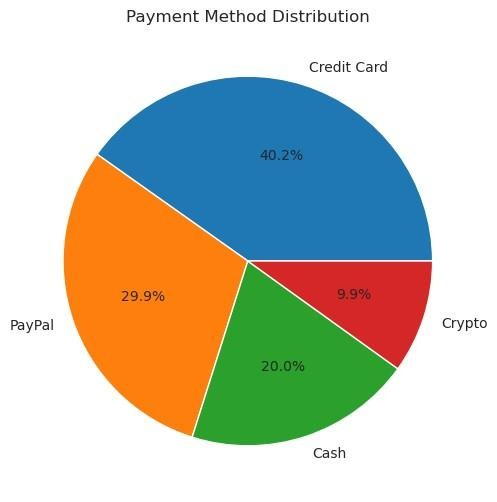 Payment Method Distribution
Credit Card
40.2%
29.9%
9.9%
PayPal
Crypto
20.0%
Cash